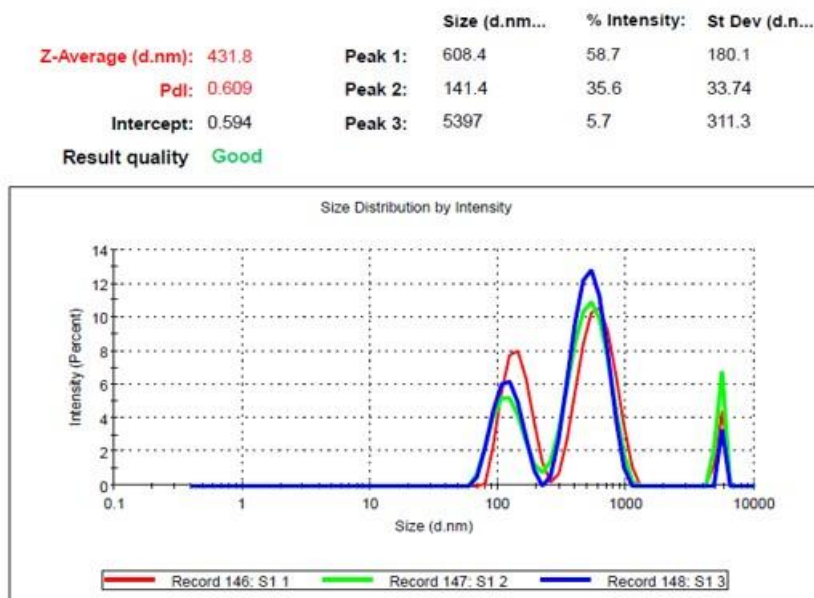 Size (d.nm... % Intensity: St Dev (d.n...
Z-Average (d.nm): 431.8 Peak 1: 608.4 58.7 180.1
PdI: 0.609 Peak 2: 141.4 35.6 33.74
Intercept: 0.594 Peak 3: 5397 5.7 311.3
Result quality Good
Size Distribution by Intensity
Intensity (Percent)
14
12
10
8
6
4
2
0
0.1 1 10 100 1000 10000
Size (d.nm)
Record 146: S1 1 Record 147: S1 2 Record 148: S1 3